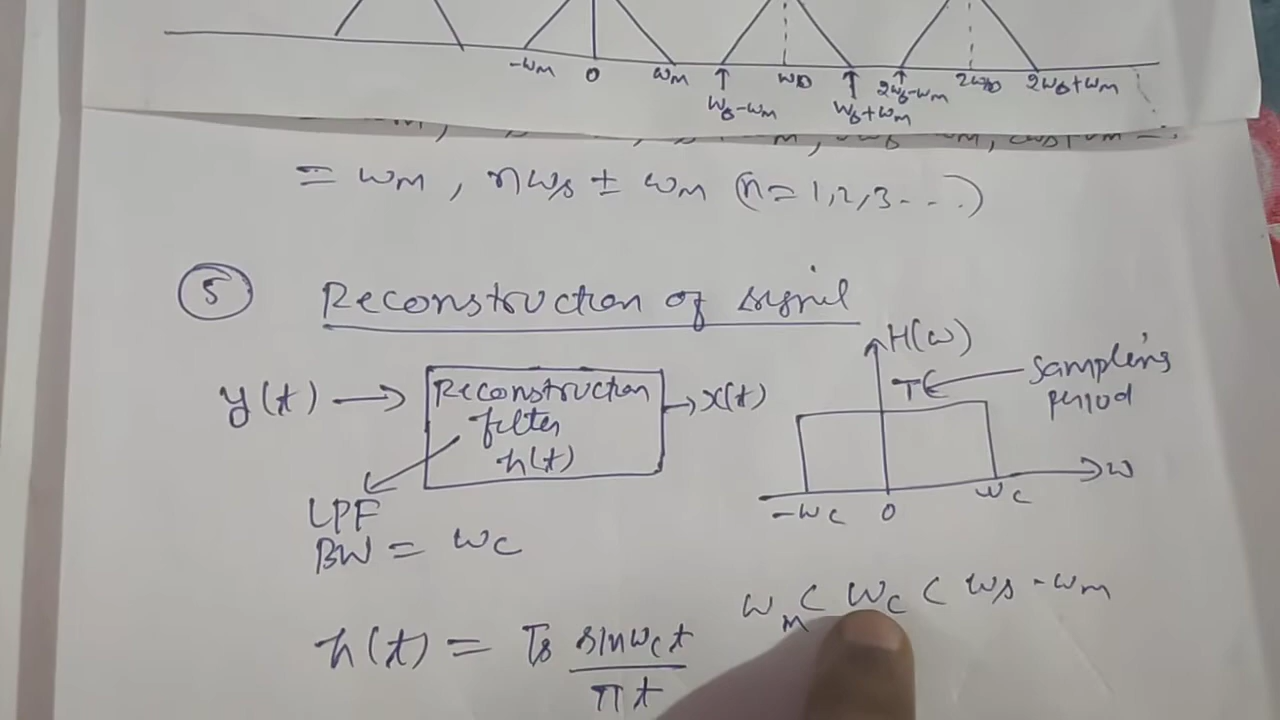 -ωM 0 ωM ωs 2ωs 2ωs+ωM
ωs-ωM ωs+ωM 2ωs-ωM
= ωM, nωs ± ωM (n=1,2,3---)
5 Reconstruction of signal
H(ω)
y(t) → Reconstruction filter h(t) → x(t)
T ← Sampling period
-ωc 0 ωc ω
LPF
BW = ωc
ωm < ωc < ωs-ωm
h(t) = Ts sinωct / πt